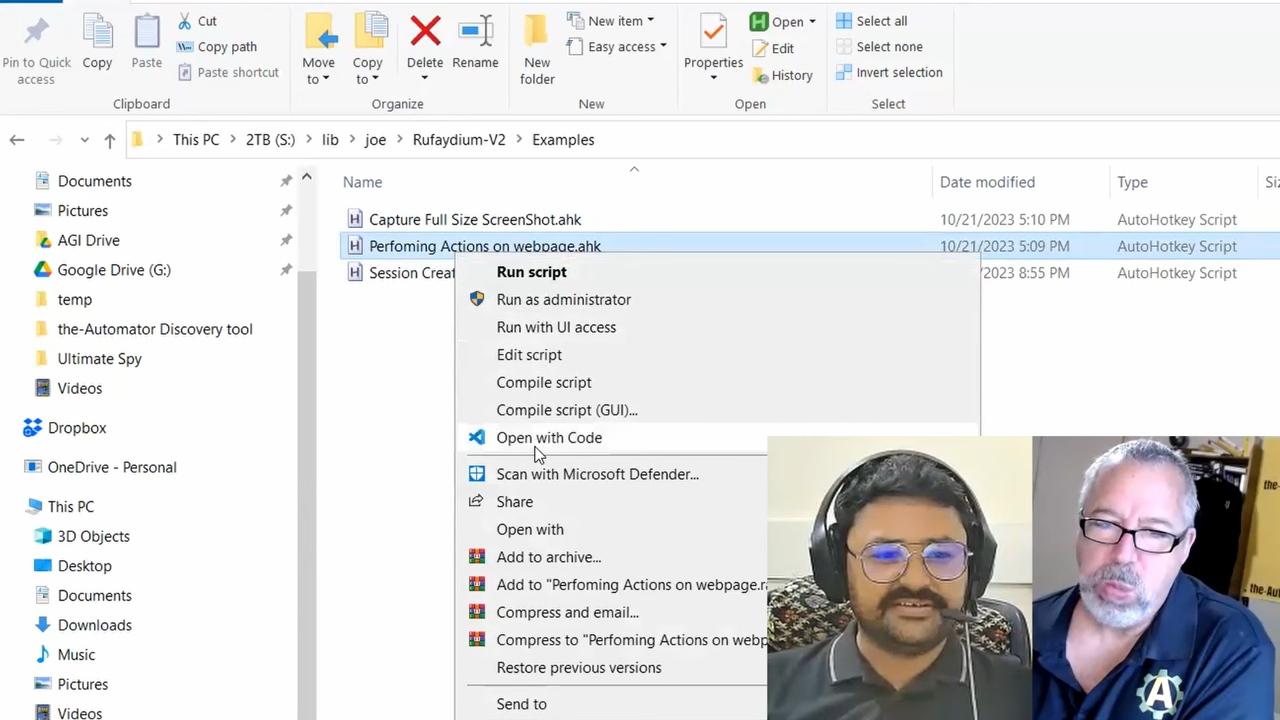 Pin to Quick access
Copy
Paste
Cut
Copy path
Paste shortcut
Clipboard
Move to
Copy to
Delete
Rename
Organize
New folder
New item
Easy access
New
Properties
Open
Edit
History
Open
Select all
Select none
Invert selection
Select
This PC
2TB (S:)
lib
joe
Rufaydium-V2
Examples
Documents
Pictures
AGI Drive
Google Drive (G:)
temp
the-Automator Discovery tool
Ultimate Spy
Videos
Dropbox
OneDrive - Personal
This PC
3D Objects
Desktop
Documents
Downloads
Music
Pictures
Videos
Name
Date modified
Type
Capture Full Size ScreenShot.ahk
10/21/2023 5:10 PM
AutoHotkey Script
Perfoming Actions on webpage.ahk
10/21/2023 5:09 PM
AutoHotkey Script
Session
8:55 PM
AutoHotkey Script
Run script
Run as administrator
Run with UI access
Edit script
Compile script
Compile script (GUI)...
Open with Code
Scan with Microsoft Defender...
Share
Open with
Add to archive...
Add to "Perfoming Actions on webpage.ra
Compress and email...
Compress to "Perfoming Actions on webp
Restore previous versions
Send to
A